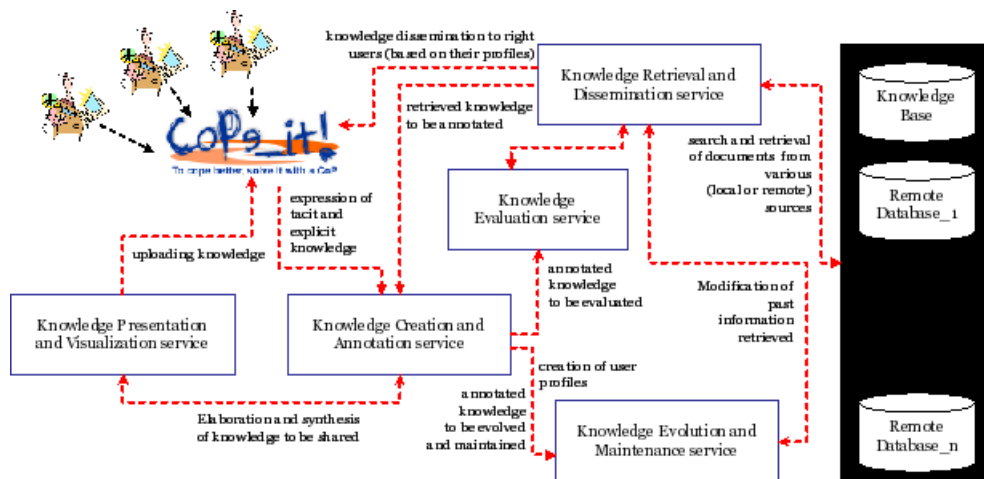 knowledge dissemination to right
users (based on their profiles)
Knowledge Retrieval and
Dissemination service
Knowledge
Base
retrieved knowledge
to be annotated
CoPe_it!
To cope better, solve it with a CoP
search and retrieval
of documents from
various
(local or remote)
sources
Knowledge
Evaluation service
Remote
Database_1
expression of
tacit and
explicit
knowledge
uploading knowledge
annotated
knowledge
to be evaluated
Modification of
past
information
retrieved
Knowledge Presentation
and Visualization service
Knowledge Creation and
Annotation service
creation of user
profiles
annotated
knowledge
to be evolved
and maintained
Elaboration and synthesis
of knowledge to be shared
Knowledge Evolution and
Maintenance service
Remote
Database_n